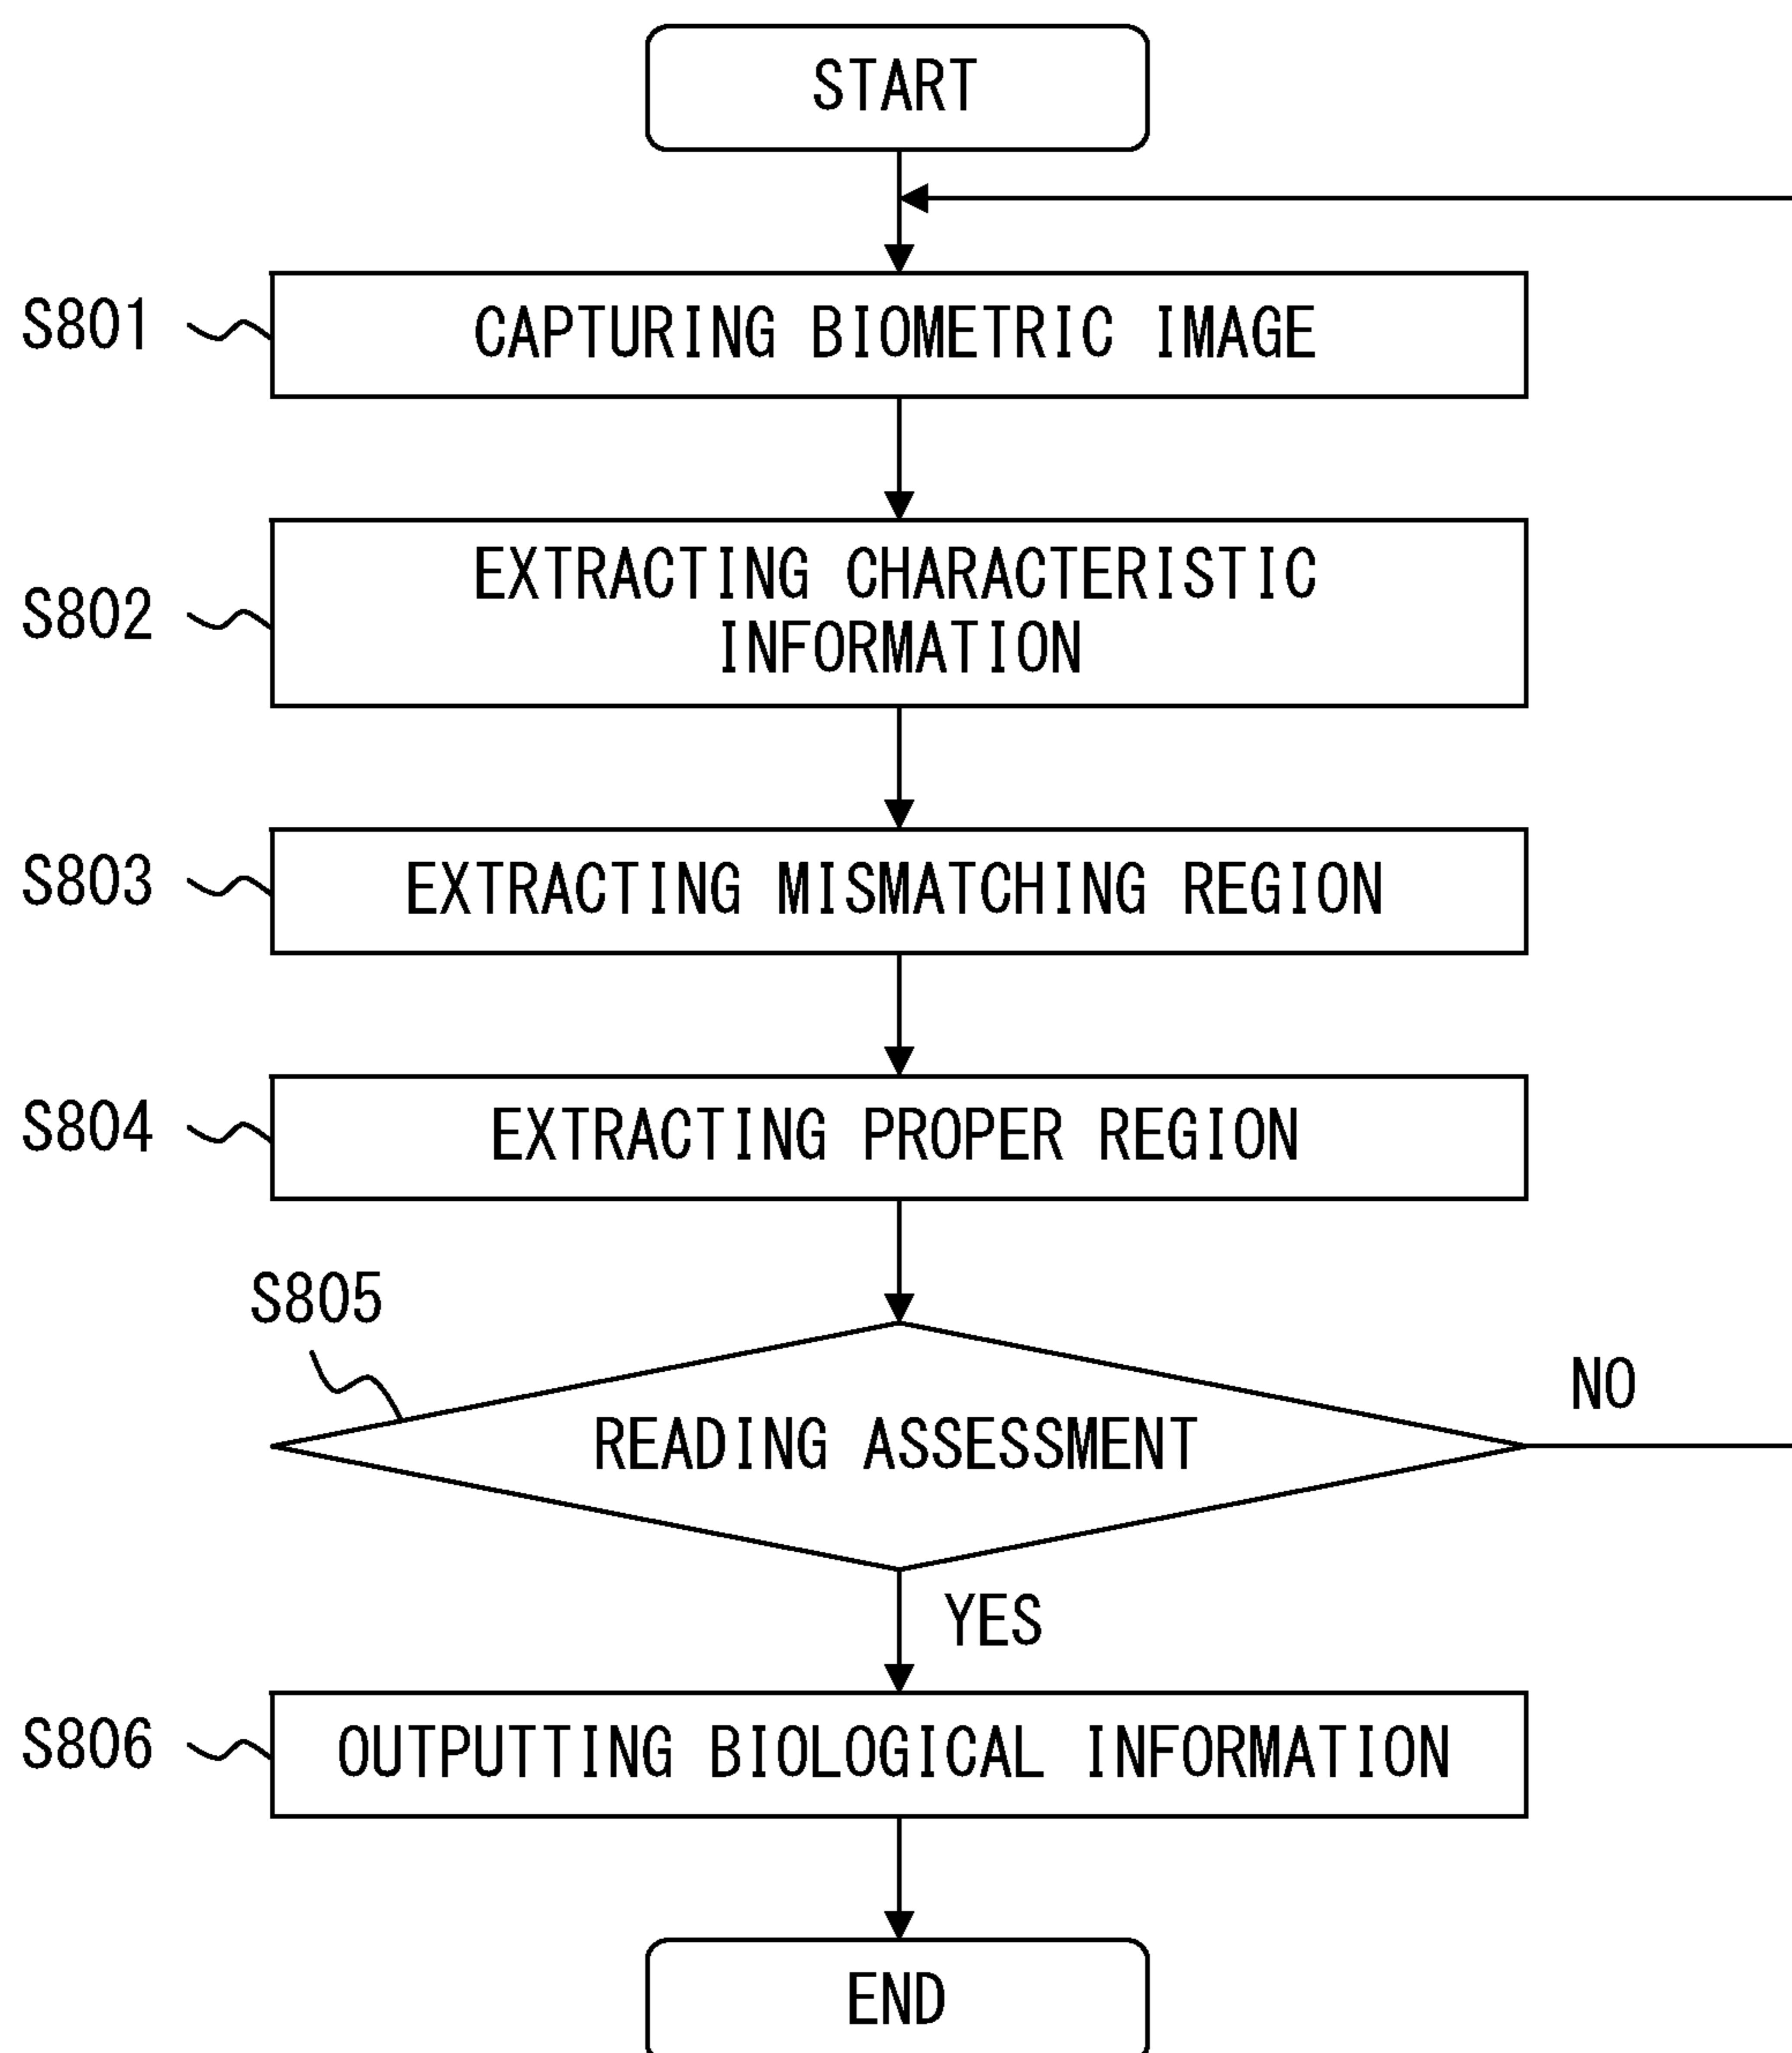 START
S801
CAPTURING BIOMETRIC IMAGE
S802
EXTRACTING CHARACTERISTIC
INFORMATION
S803
EXTRACTING MISMATCHING REGION
S804
EXTRACTING PROPER REGION
S805
READING ASSESSMENT
NO
YES
S806
OUTPUTTING BIOLOGICAL INFORMATION
END